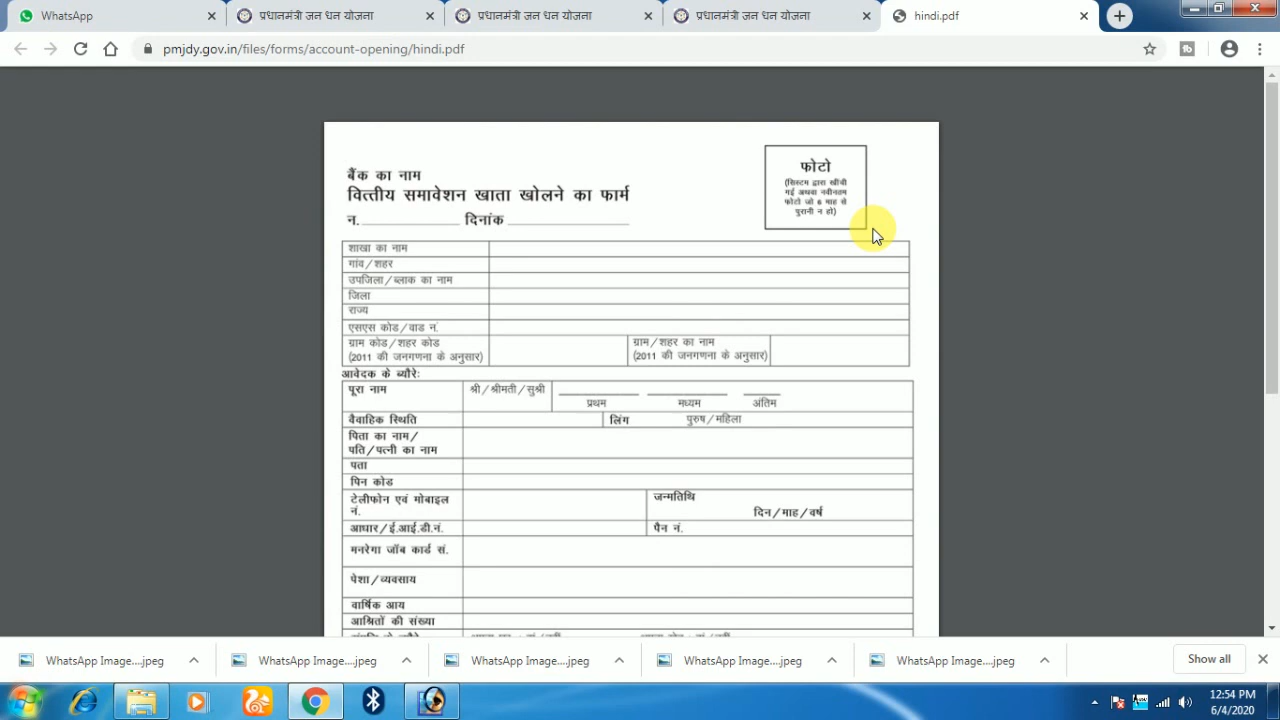 WhatsApp
प्रधानमंत्री जन धन योजना
प्रधानमंत्री जन धन योजना
प्रधानमंत्री जन धन योजना
hindi.pdf
pmjdy.gov.in/files/forms/account-opening/hindi.pdf
बैंक का नाम
वित्तीय समावेशन खाता खोलने का फार्म
न. दिनांक
फोटो
(सिस्टम द्वारा खींची
गई अथवा नवीनतम
फोटो जो 6 माह से
पुरानी न हो)
शाखा का नाम
गांव/शहर
उपजिला/ब्लाक का नाम
जिला
राज्य
एसएस कोड/वाड न.
ग्राम कोड/शहर कोड
(2011 की जनगणना के अनुसार)
ग्राम/शहर का नाम
(2011 की जनगणना के अनुसार)
आवेदक के ब्यौरे:
पूरा नाम श्री/श्रीमती/सुश्री
प्रथम मध्यम अंतिम
वैवाहिक स्थिति लिंग पुरुष/महिला
पिता का नाम/
पति/पत्नी का नाम
पता
पिन कोड
टेलीफोन एवं मोबाइल
नं.
जन्मतिथि
दिन/माह/वर्ष
आधार/ई.आई.डी.नं. पैन नं.
मनरेगा जॉब कार्ड सं.
पेशा/व्यवसाय
वार्षिक आय
आश्रितों की संख्या
WhatsApp Image....jpeg
WhatsApp Image....jpeg
WhatsApp Image....jpeg
WhatsApp Image....jpeg
WhatsApp Image....jpeg
Show all
12:54 PM
6/4/2020